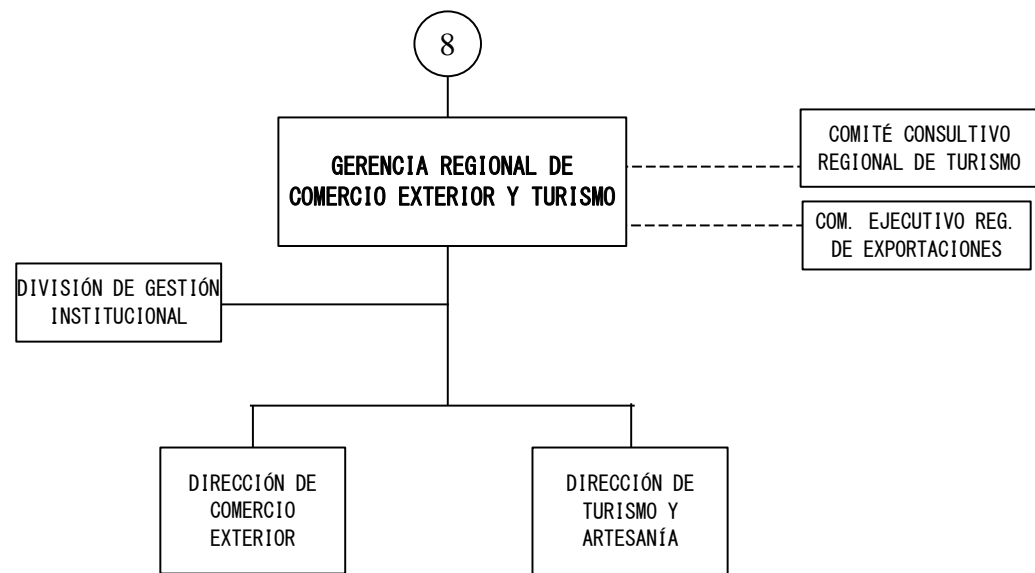 8
GERENCIA REGIONAL DE
COMERCIO EXTERIOR Y TURISMO
COMITÉ CONSULTIVO
REGIONAL DE TURISMO
COM. EJECUTIVO REG.
DE EXPORTACIONES
DIVISIÓN DE GESTIÓN
INSTITUCIONAL
DIRECCIÓN DE
COMERCIO
EXTERIOR
DIRECCIÓN DE
TURISMO Y
ARTESANÍA